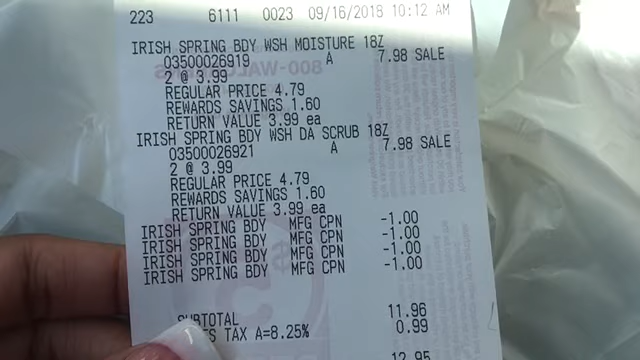 223 6111 0023 09/16/2018 10:12 AM
IRISH SPRING BDY WSH MOISTURE 18Z
03500026919 A 7.98 SALE
2 @ 3.99
REGULAR PRICE 4.79
REWARDS SAVINGS 1.60
RETURN VALUE 3.99 ea
IRISH SPRING BDY WSH DA SCRUB 18Z
03500026921 A 7.98 SALE
2 @ 3.99
REGULAR PRICE 4.79
REWARDS SAVINGS 1.60
RETURN VALUE 3.99 ea
IRISH SPRING BDY MFG CPN -1.00
IRISH SPRING BDY MFG CPN -1.00
IRISH SPRING BDY MFG CPN -1.00
IRISH SPRING BDY MFG CPN -1.00
SUBTOTAL 11.96
TAX A=8.25% 0.99
12.95